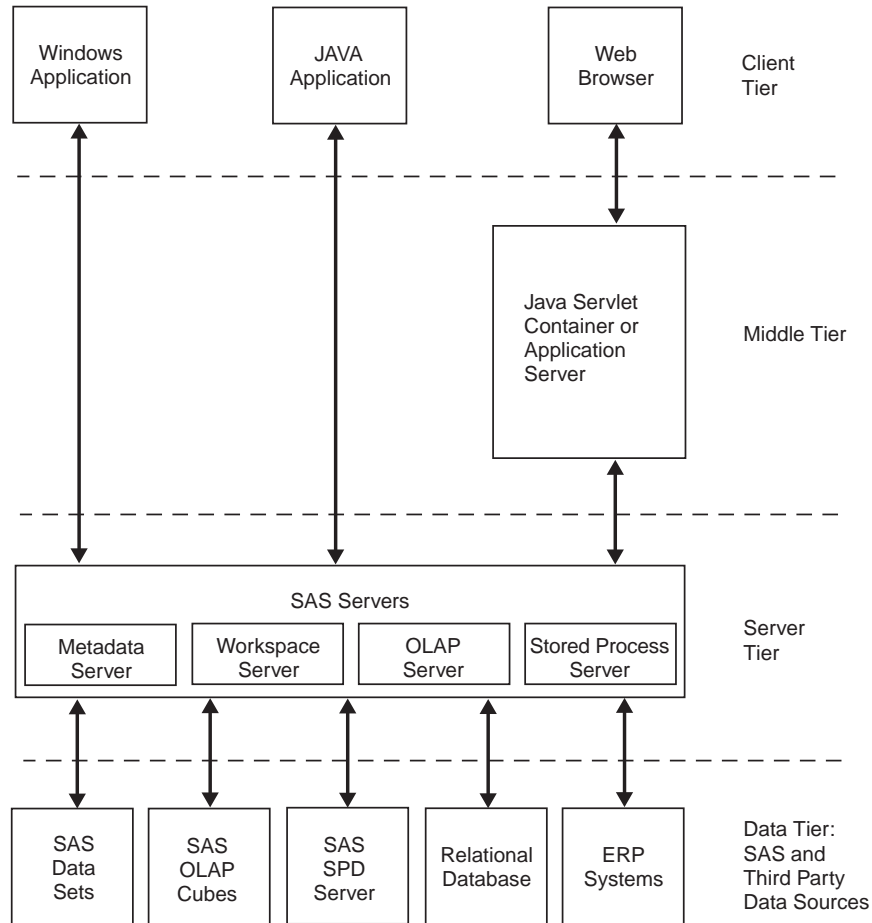 Windows
Application
JAVA
Application
Web
Browser
Client
Tier
Java Servlet
Container or
Application
Server
Middle Tier
SAS Servers
Metadata
Server
Workspace
Server
OLAP
Server
Stored Process
Server
Server
Tier
SAS
Data
Sets
SAS
OLAP
Cubes
SAS
SPD
Server
Relational
Database
ERP
Systems
Data Tier:
SAS and
Third Party
Data Sources